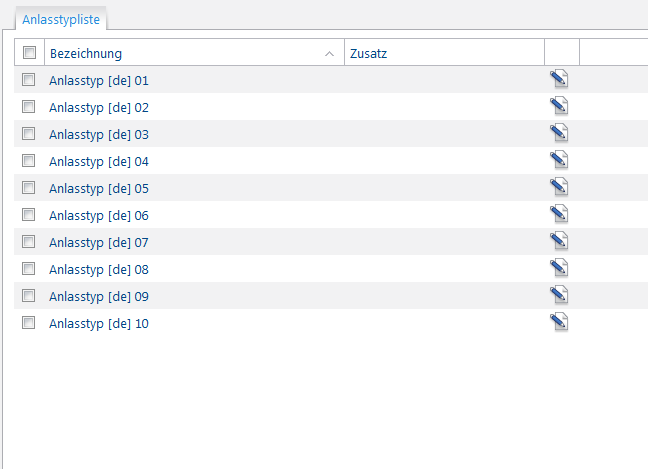 Anlasstypliste
Bezeichnung Zusatz
Anlasstyp [de] 01
Anlasstyp [de] 02
Anlasstyp [de] 03
Anlasstyp [de] 04
Anlasstyp [de] 05
Anlasstyp [de] 06
Anlasstyp [de] 07
Anlasstyp [de] 08
Anlasstyp [de] 09
Anlasstyp [de] 10